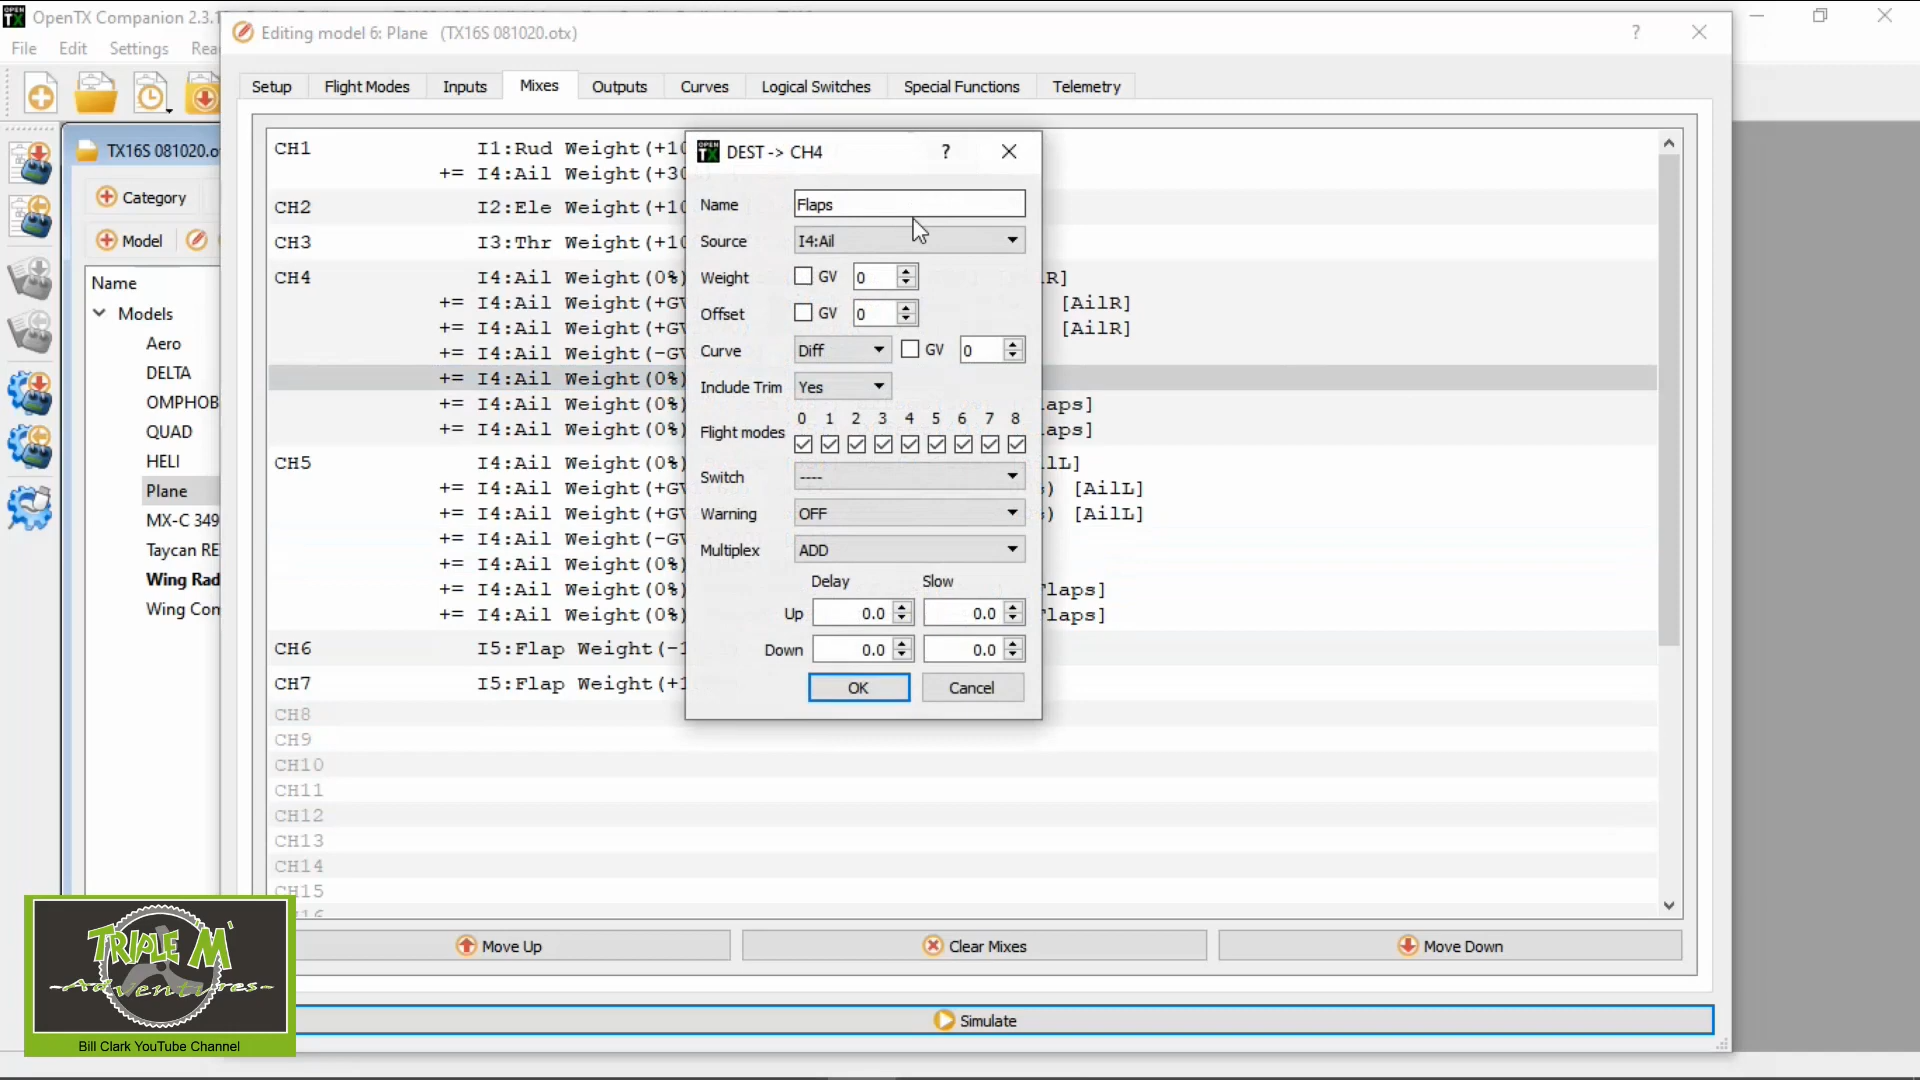 OpenTX Companion 2.3.1
File Edit Settings Rea
Editing model 6: Plane (TX16S 081020.otx) ?
Setup Flight Modes Inputs Mixes Outputs Curves Logical Switches Special Functions Telemetry
TX16S 081020.o
Category
Model
Name
Models
Aero
DELTA
OMPHOB
QUAD
HELI
Plane
MX-C 349
Taycan RE
Wing Rad
Wing Con
CH1 I1:Rud Weight(+10
+= I4:Ail Weight(+30
CH2 I2:Ele Weight(+10
CH3 I3:Thr Weight(+10
CH4 I4:Ail Weight(0%) R]
+= I4:Ail Weight(+GV [AilR]
+= I4:Ail Weight(+GV [AilR]
+= I4:Ail Weight(-GV
+= I4:Ail Weight(0%)
+= I4:Ail Weight(0%) aps]
+= I4:Ail Weight(0%) aps]
CH5 I4:Ail Weight(0%) lL]
+= I4:Ail Weight(+GV ) [AilL]
+= I4:Ail Weight(+GV ) [AilL]
+= I4:Ail Weight(-GV
+= I4:Ail Weight(0%)
+= I4:Ail Weight(0%) laps]
+= I4:Ail Weight(0%) laps]
CH6 I5:Flap Weight(-1
CH7 I5:Flap Weight(+1
CH8
CH9
CH10
CH11
CH12
CH13
CH14
CH15
DEST -> CH4 ?
Name Flaps
Source I4:Ail
Weight GV 0
Offset GV 0
Curve Diff GV 0
Include Trim Yes
0 1 2 3 4 5 6 7 8
Flight modes
Switch ----
Warning OFF
Multiplex ADD
Delay Slow
Up 0.0 0.0
Down 0.0 0.0
OK Cancel
Move Up Clear Mixes Move Down
Simulate
TRIPLE M
-Adventures-
Bill Clark YouTube Channel